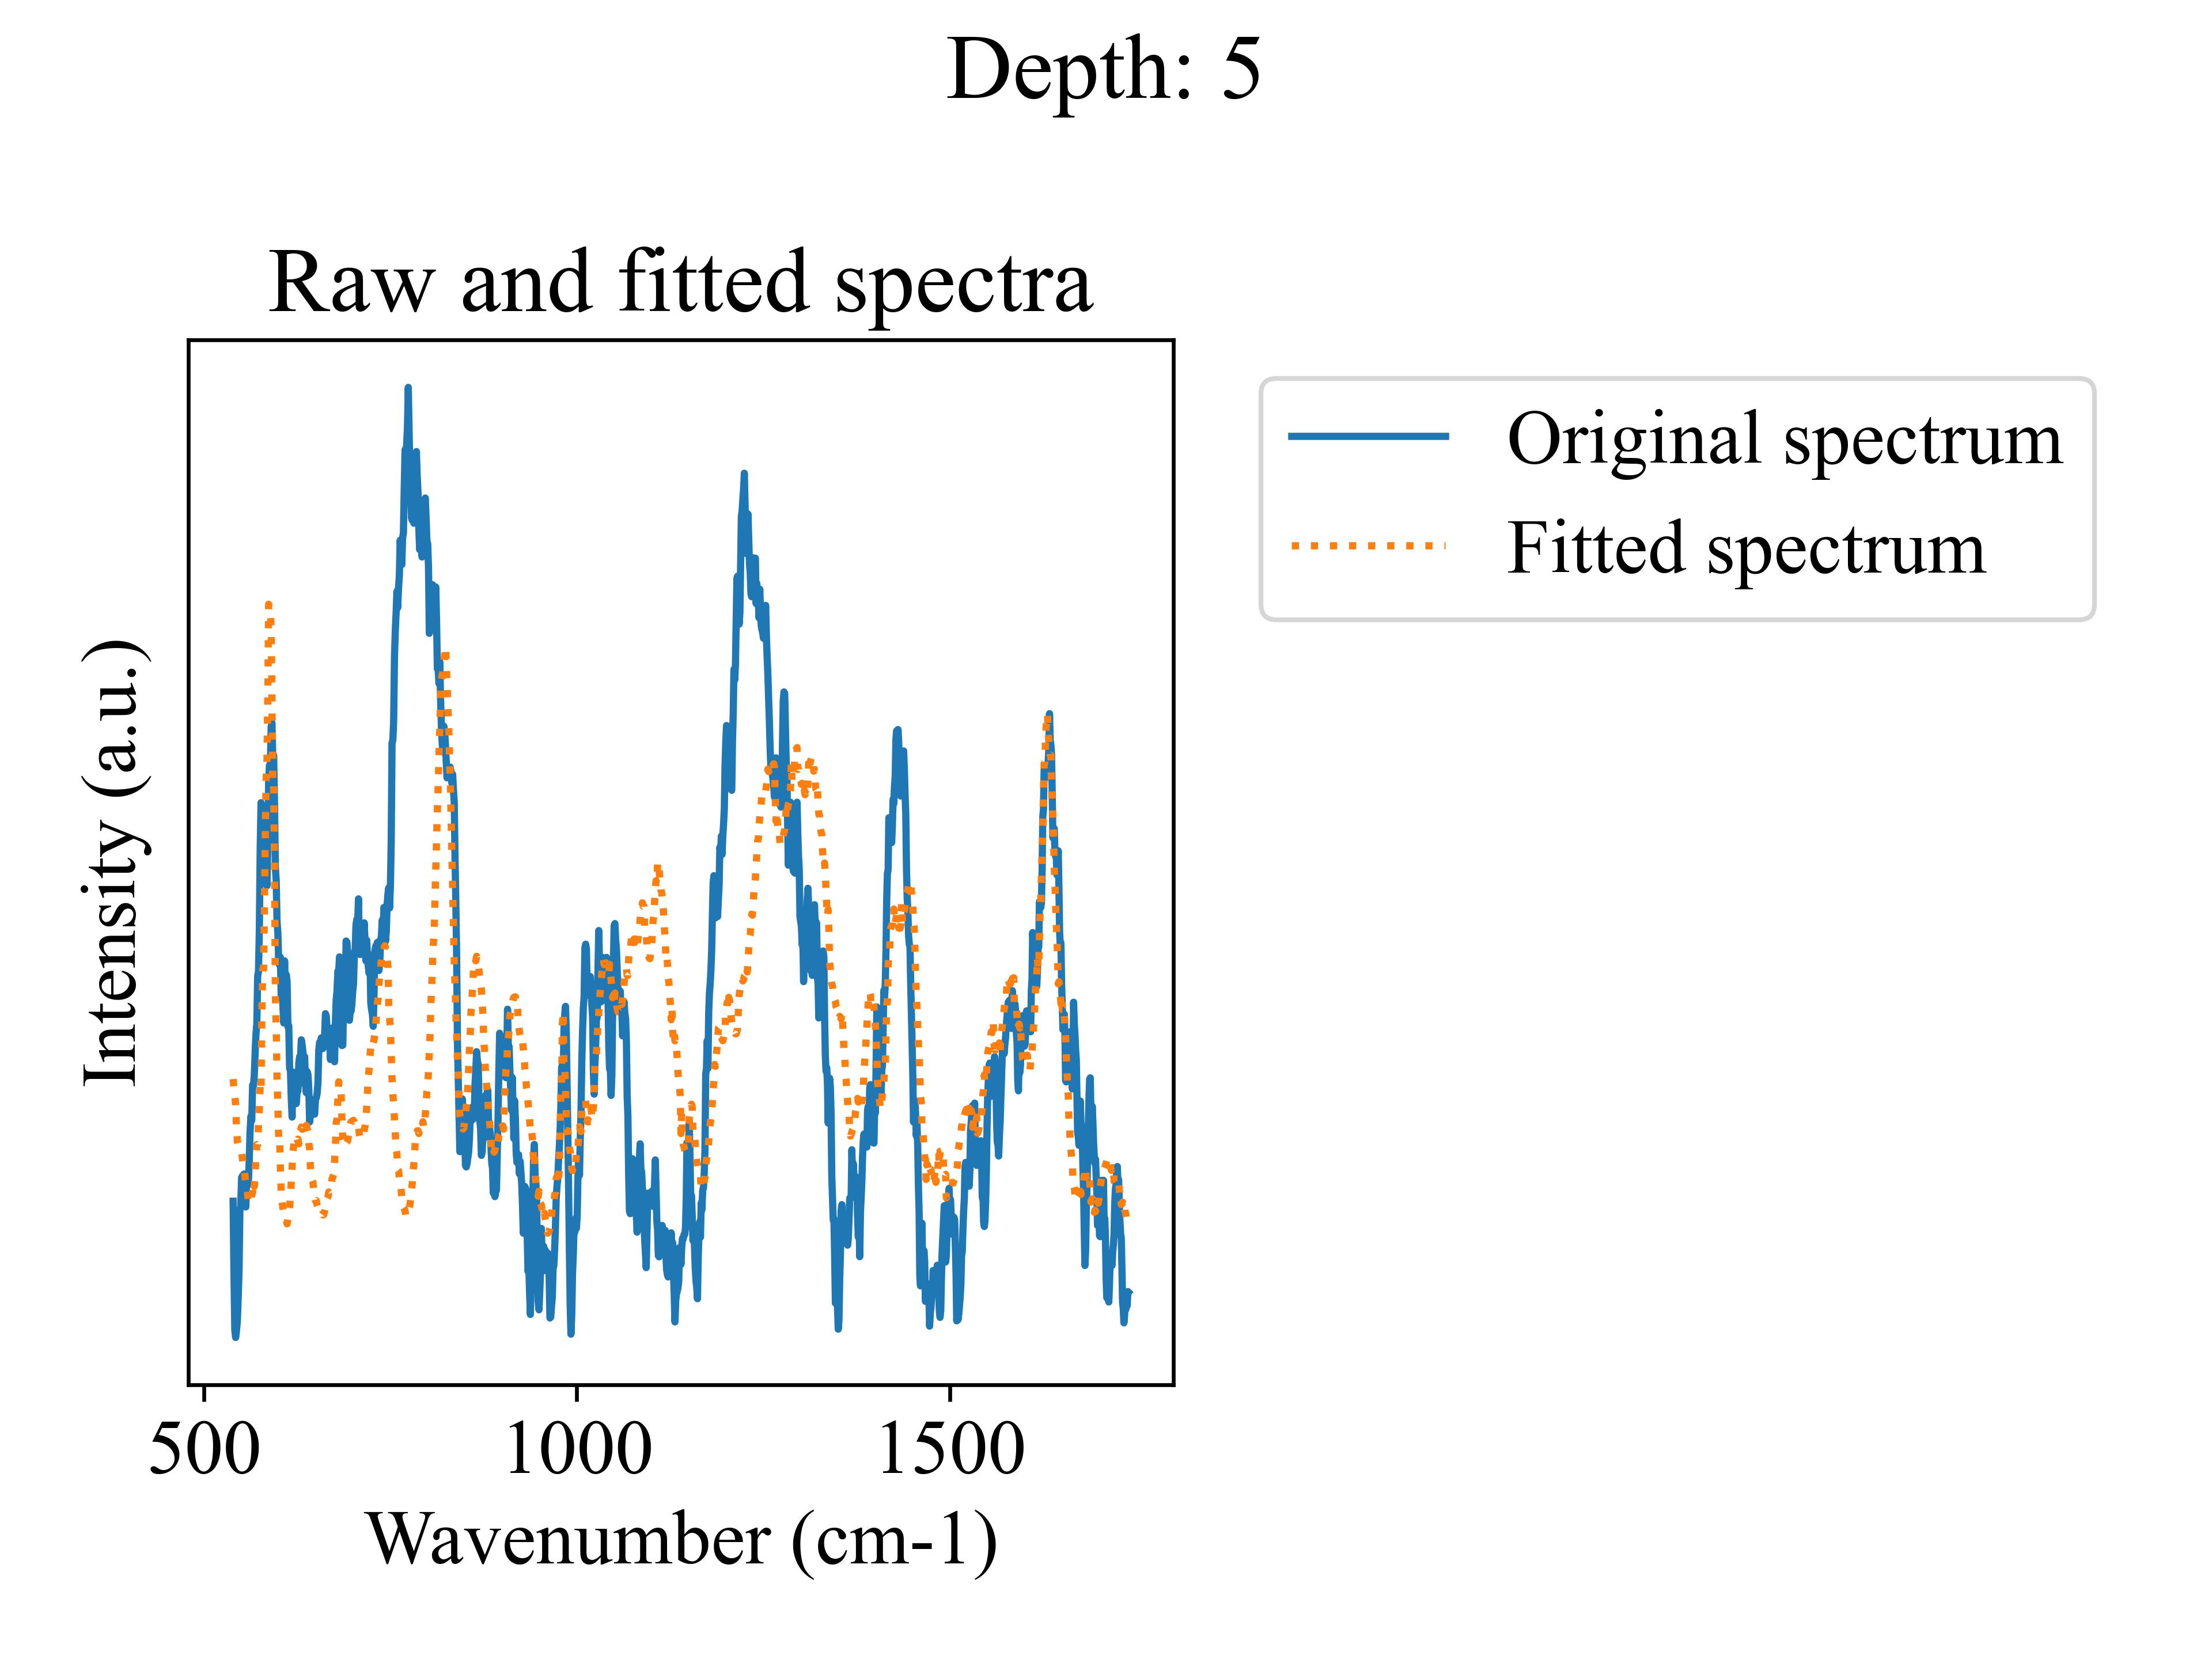 Depth: 5
Raw and fitted spectra
Original spectrum
Fitted spectrum
Intensity (a.u.)
500 1000 1500
Wavenumber (cm-1)